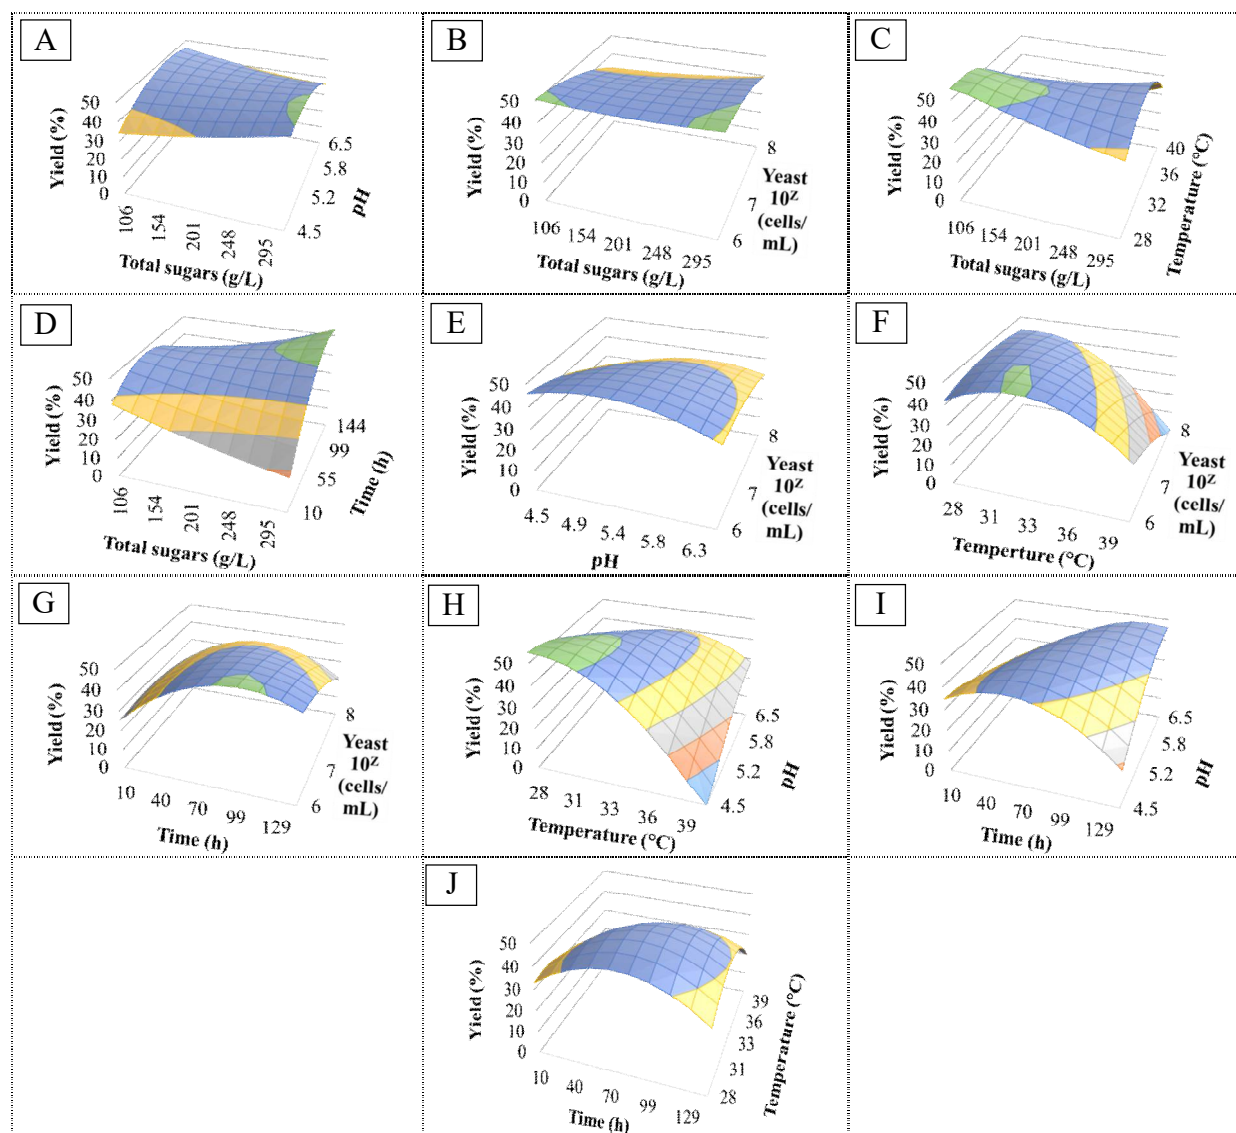 A
50
40
30
20
10
0
Yield (%)
106
154
201
248
295
Total sugars (g/L)
6.5
5.8
5.2
4.5
pH
B
50
40
30
20
10
0
Yield (%)
106
154
201
248
295
Total sugars (g/L)
8
7
6
Yeast
10ᶻ
(cells/
mL)
C
50
40
30
20
10
0
Yield (%)
106
154
201
248
295
Total sugars (g/L)
40
36
32
28
Temperature (°C)
D
50
40
30
20
10
0
Yield (%)
106
154
201
248
295
Total sugars (g/L)
144
99
55
10
Time (h)
E
50
40
30
20
10
0
Yield (%)
4.5
4.9
5.4
5.8
6.3
pH
8
7
6
Yeast
10ᶻ
(cells/
mL)
F
50
40
30
20
10
0
Yield (%)
28
31
33
36
39
Temperture (°C)
8
7
6
Yeast
10ᶻ
(cells/
mL)
G
50
40
30
20
10
0
Yield (%)
10
40
70
99
129
Time (h)
8
7
6
Yeast
10ᶻ
(cells/
mL)
H
50
40
30
20
10
0
Yield (%)
28
31
33
36
39
Temperature (°C)
6.5
5.8
5.2
4.5
pH
I
50
40
30
20
10
0
Yield (%)
10
40
70
99
129
Time (h)
6.5
5.8
5.2
4.5
pH
J
50
40
30
20
10
0
Yield (%)
10
40
70
99
129
Time (h)
39
36
33
31
28
Temperature (°C)